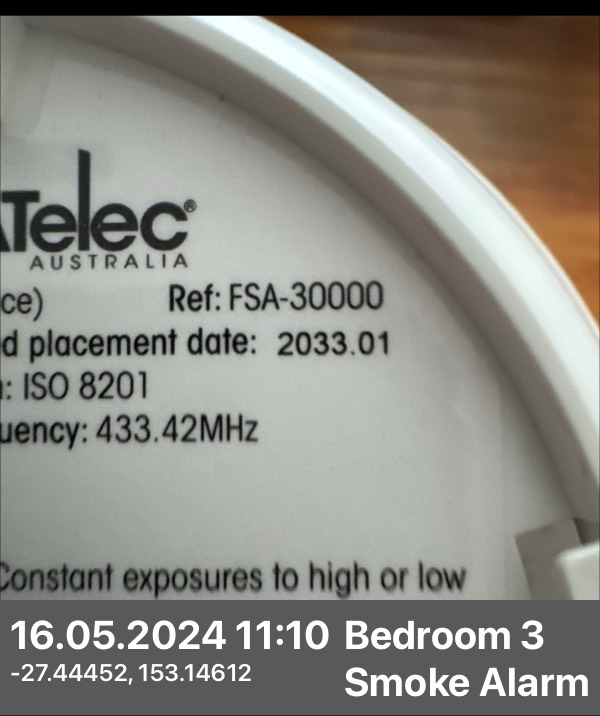 Telec®
AUSTRALIA
ce) Ref: FSA-30000
d placement date: 2033.01
: ISO 8201
uency: 433.42MHz
Constant exposures to high or low
16.05.2024 11:10 Bedroom 3
-27.44452, 153.14612 Smoke Alarm